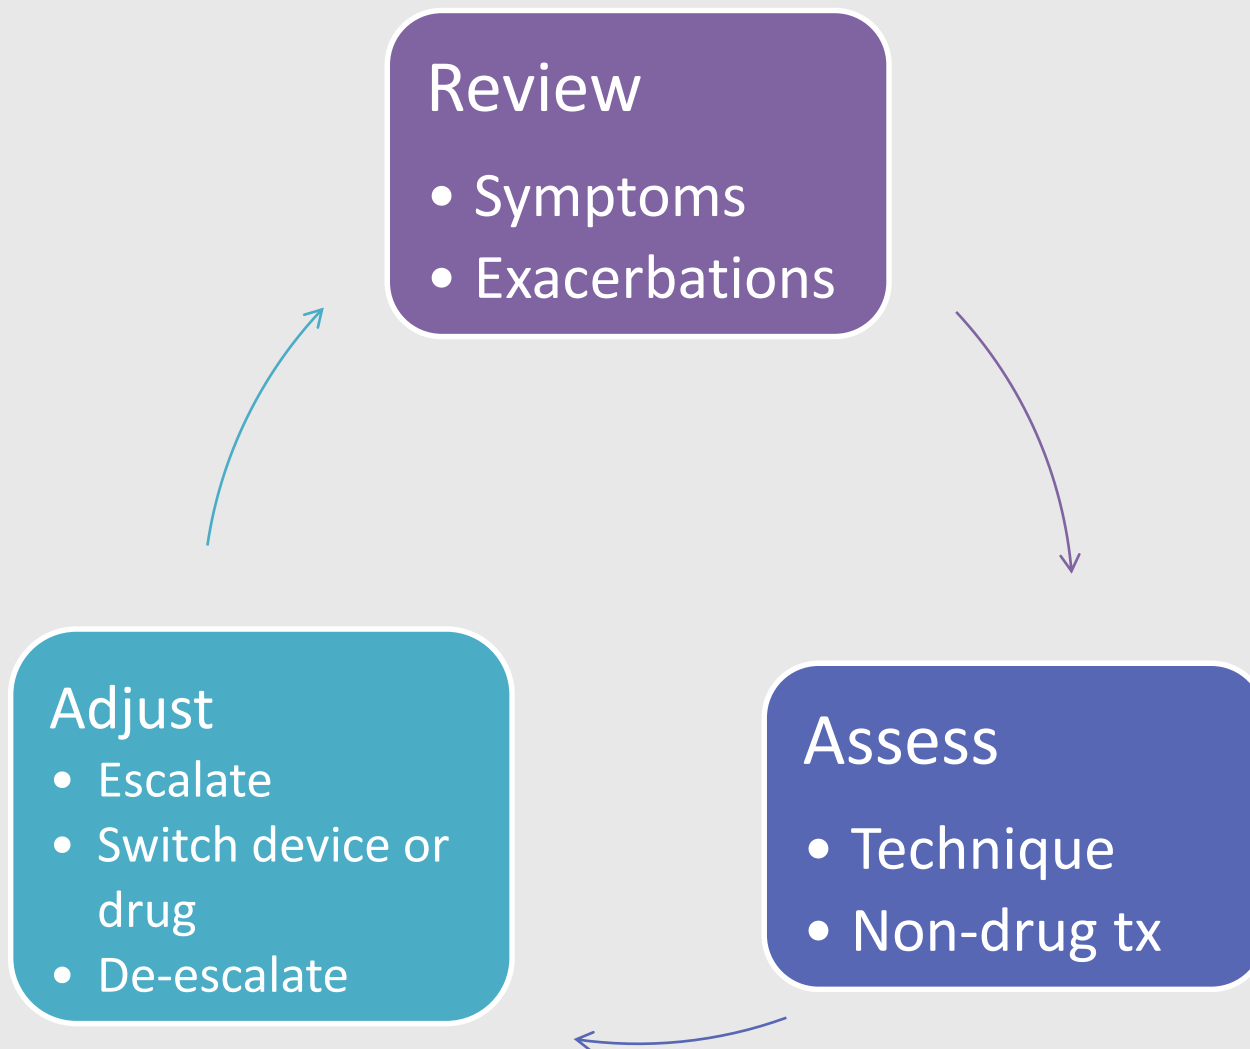 Review
• Symptoms
• Exacerbations
Adjust
• Escalate
• Switch device or
drug
• De-escalate
Assess
• Technique
• Non-drug tx